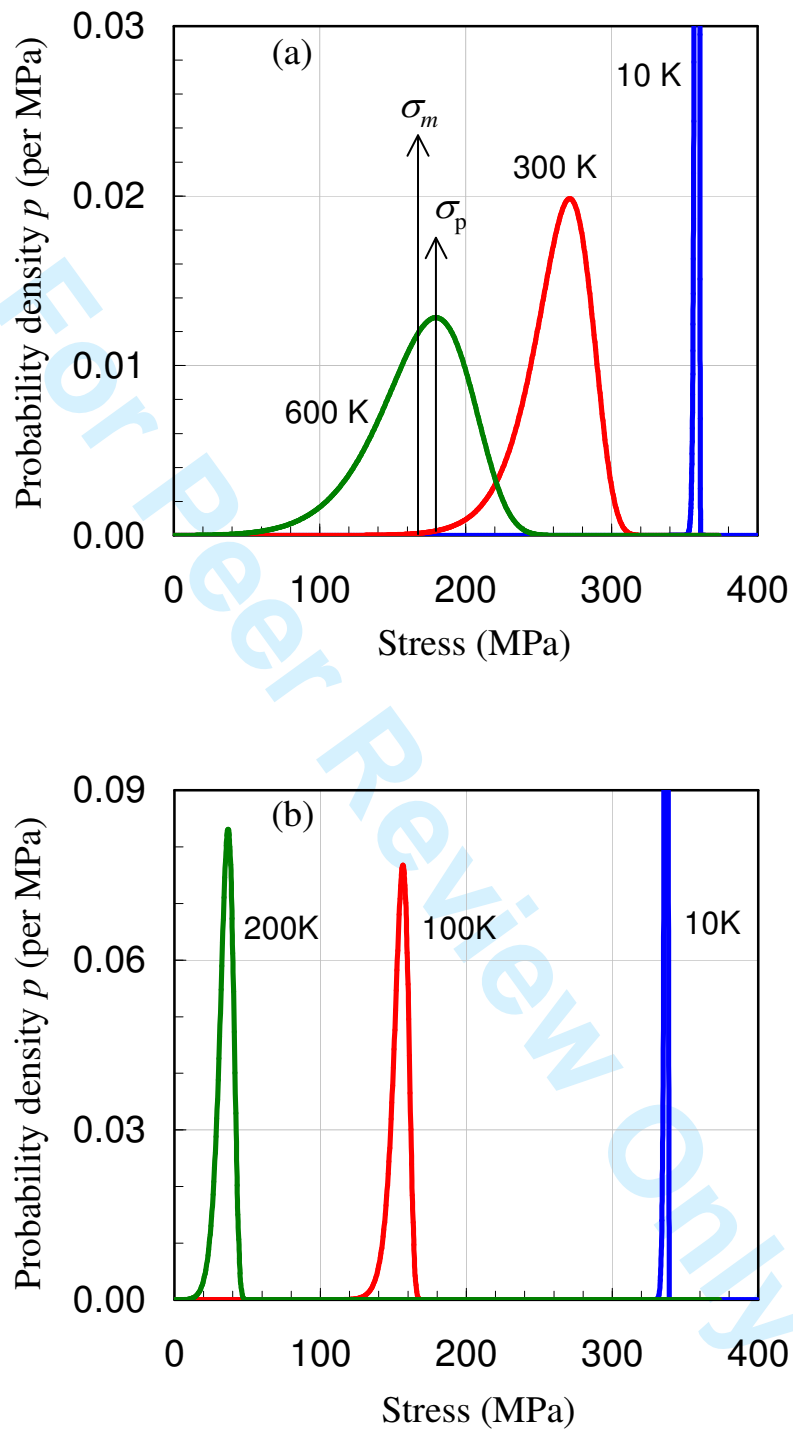 (a)
0.03
10 K
σm
300 K
0.02
σp
0.01
600 K
0.00
0 100 200 300 400
Stress (MPa)
Probability density p (per MPa)
(b)
0.09
200K 100K 10K
0.06
0.03
0.00
0 100 200 300 400
Stress (MPa)
Probability density p (per MPa)
For Peer Review Only